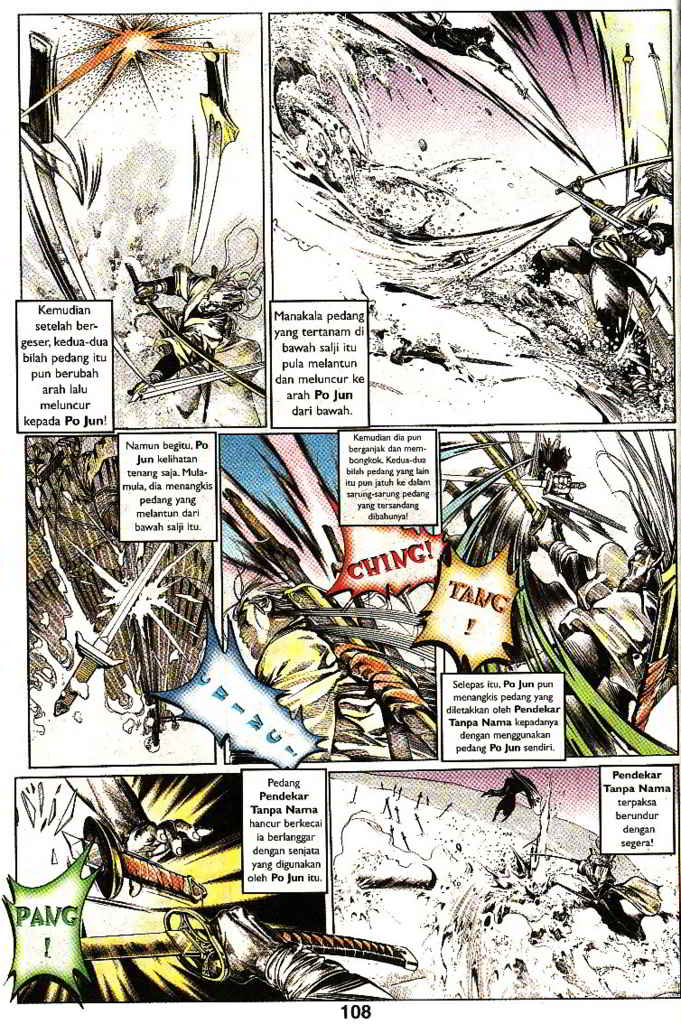 Kemudian
setelah ber-
geser, kedua-dua
bilah pedang itu
pun berubah
arah lalu
meluncur
kepada Po Jun!
Manakala pedang
yang tertanam di
bawah salji itu
pula melantun
dan meluncur ke
arah Po Jun
dari bawah.
Namun begitu, Po
Jun kelihatan
tenang saja. Mula-
mula, dia menangkis
pedang yang
melantun dari
bawah salji itu.
Kemudian dia pun
berganjak dan mem-
bongkok. Kedua-dua
bilah pedang yang lain
itu pun jatuh ke dalam
sarung-sarung pedang
yang tersandang
dibahunya!
CHING!
TANG
!
Selepas itu, Po Jun pun
menangkis pedang yang
diletakkan oleh Pendekar
Tanpa Nama kepadanya
dengan menggunakan
pedang Po Jun sendiri.
Pedang
Pendekar
Tanpa Nama
hancur berkecai
ia berlanggar
dengan senjata
yang digunakan
oleh Po Jun itu.
PANG
!
Pendekar
Tanpa Nama
terpaksa
berundur
dengan
segera!
108